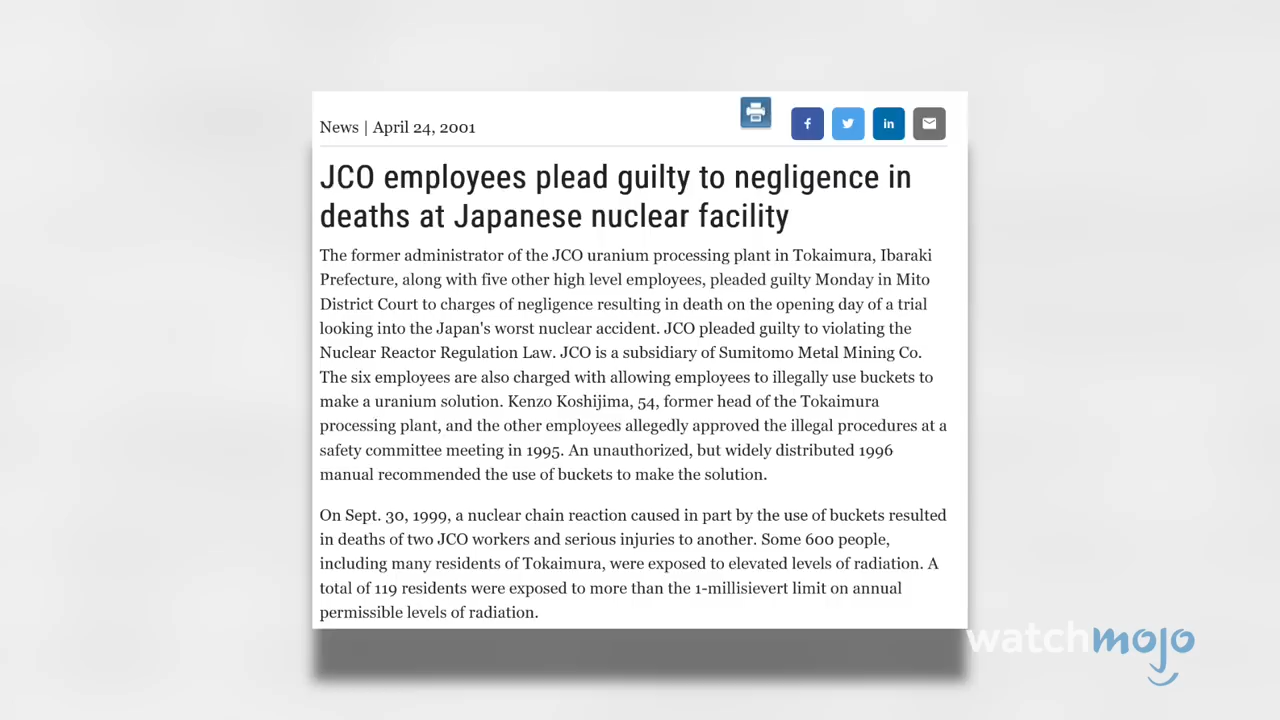 News | April 24, 2001
f
in
JCO employees plead guilty to negligence in
deaths at Japanese nuclear facility
The former administrator of the JCO uranium processing plant in Tokaimura, Ibaraki
Prefecture, along with five other high level employees, pleaded guilty Monday in Mito
District Court to charges of negligence resulting in death on the opening day of a trial
looking into the Japan's worst nuclear accident. JCO pleaded guilty to violating the
Nuclear Reactor Regulation Law. JCO is a subsidiary of Sumitomo Metal Mining Co.
The six employees are also charged with allowing employees to illegally use buckets to
make a uranium solution. Kenzo Koshijima, 54, former head of the Tokaimura
processing plant, and the other employees allegedly approved the illegal procedures at a
safety committee meeting in 1995. An unauthorized, but widely distributed 1996
manual recommended the use of buckets to make the solution.
On Sept. 30, 1999, a nuclear chain reaction caused in part by the use of buckets resulted
in deaths of two JCO workers and serious injuries to another. Some 600 people,
including many residents of Tokaimura, were exposed to elevated levels of radiation. A
total of 119 residents were exposed to more than the 1-millisievert limit on annual
permissible levels of radiation.
watchmojo